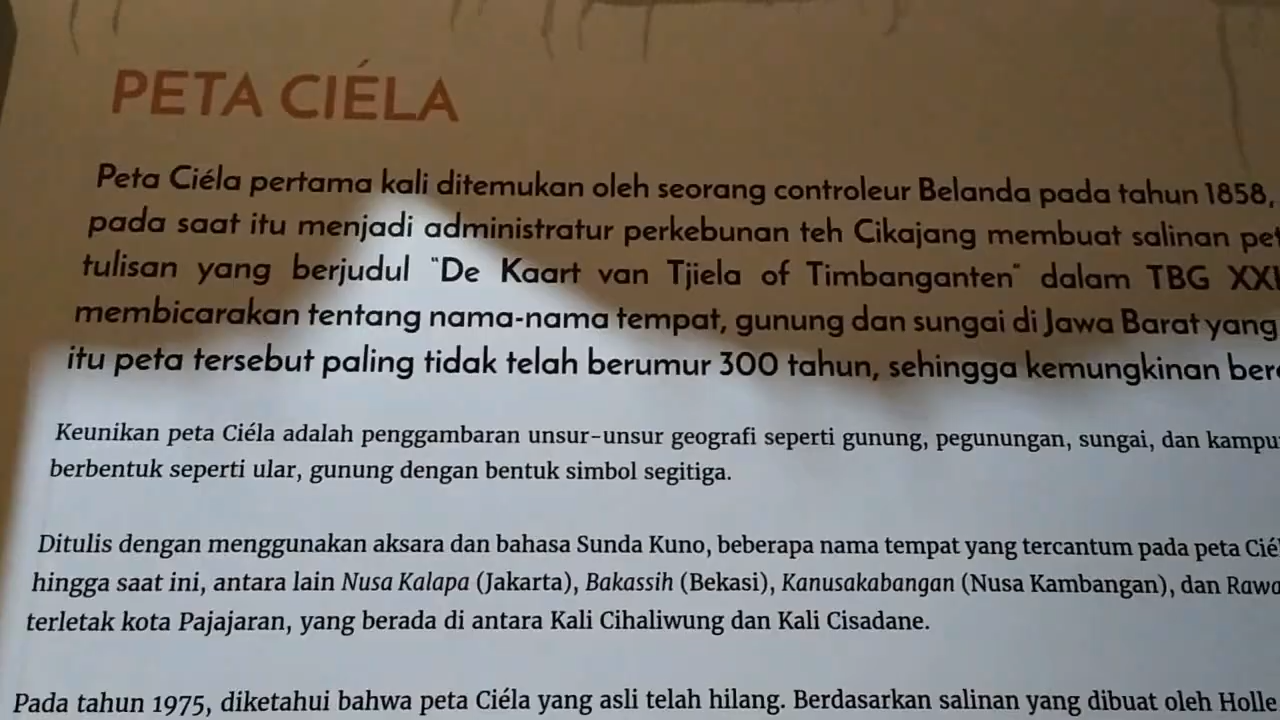 PETA CIÉLA
Peta Ciéla pertama kali ditemukan oleh seorang controleur Belanda pada tahun 1858,
pada saat itu menjadi administratur perkebunan teh Cikajang membuat salinan
tulisan yang berjudul "De Kaart van Tjiela of Timbanganten" dalam TBG
membicarakan tentang nama-nama tempat, gunung dan sungai di Jawa Barat yang
itu peta tersebut paling tidak telah berumur 300 tahun, sehingga kemungkinan
Keunikan peta Ciéla adalah penggambaran unsur-unsur geografi seperti gunung, pegunungan, sungai, dan
berbentuk seperti ular, gunung dengan bentuk simbol segitiga.
Ditulis dengan menggunakan aksara dan bahasa Sunda Kuno, beberapa nama tempat yang tercantum pada peta
hingga saat ini, antara lain Nusa Kalapa (Jakarta), Bakassih (Bekasi), Kanusakabangan (Nusa Kambangan), dan
terletak kota Pajajaran, yang berada di antara Kali Cihaliwung dan Kali Cisadane.
Pada tahun 1975, diketahui bahwa peta Ciéla yang asli telah hilang. Berdasarkan salinan yang dibuat oleh Holle